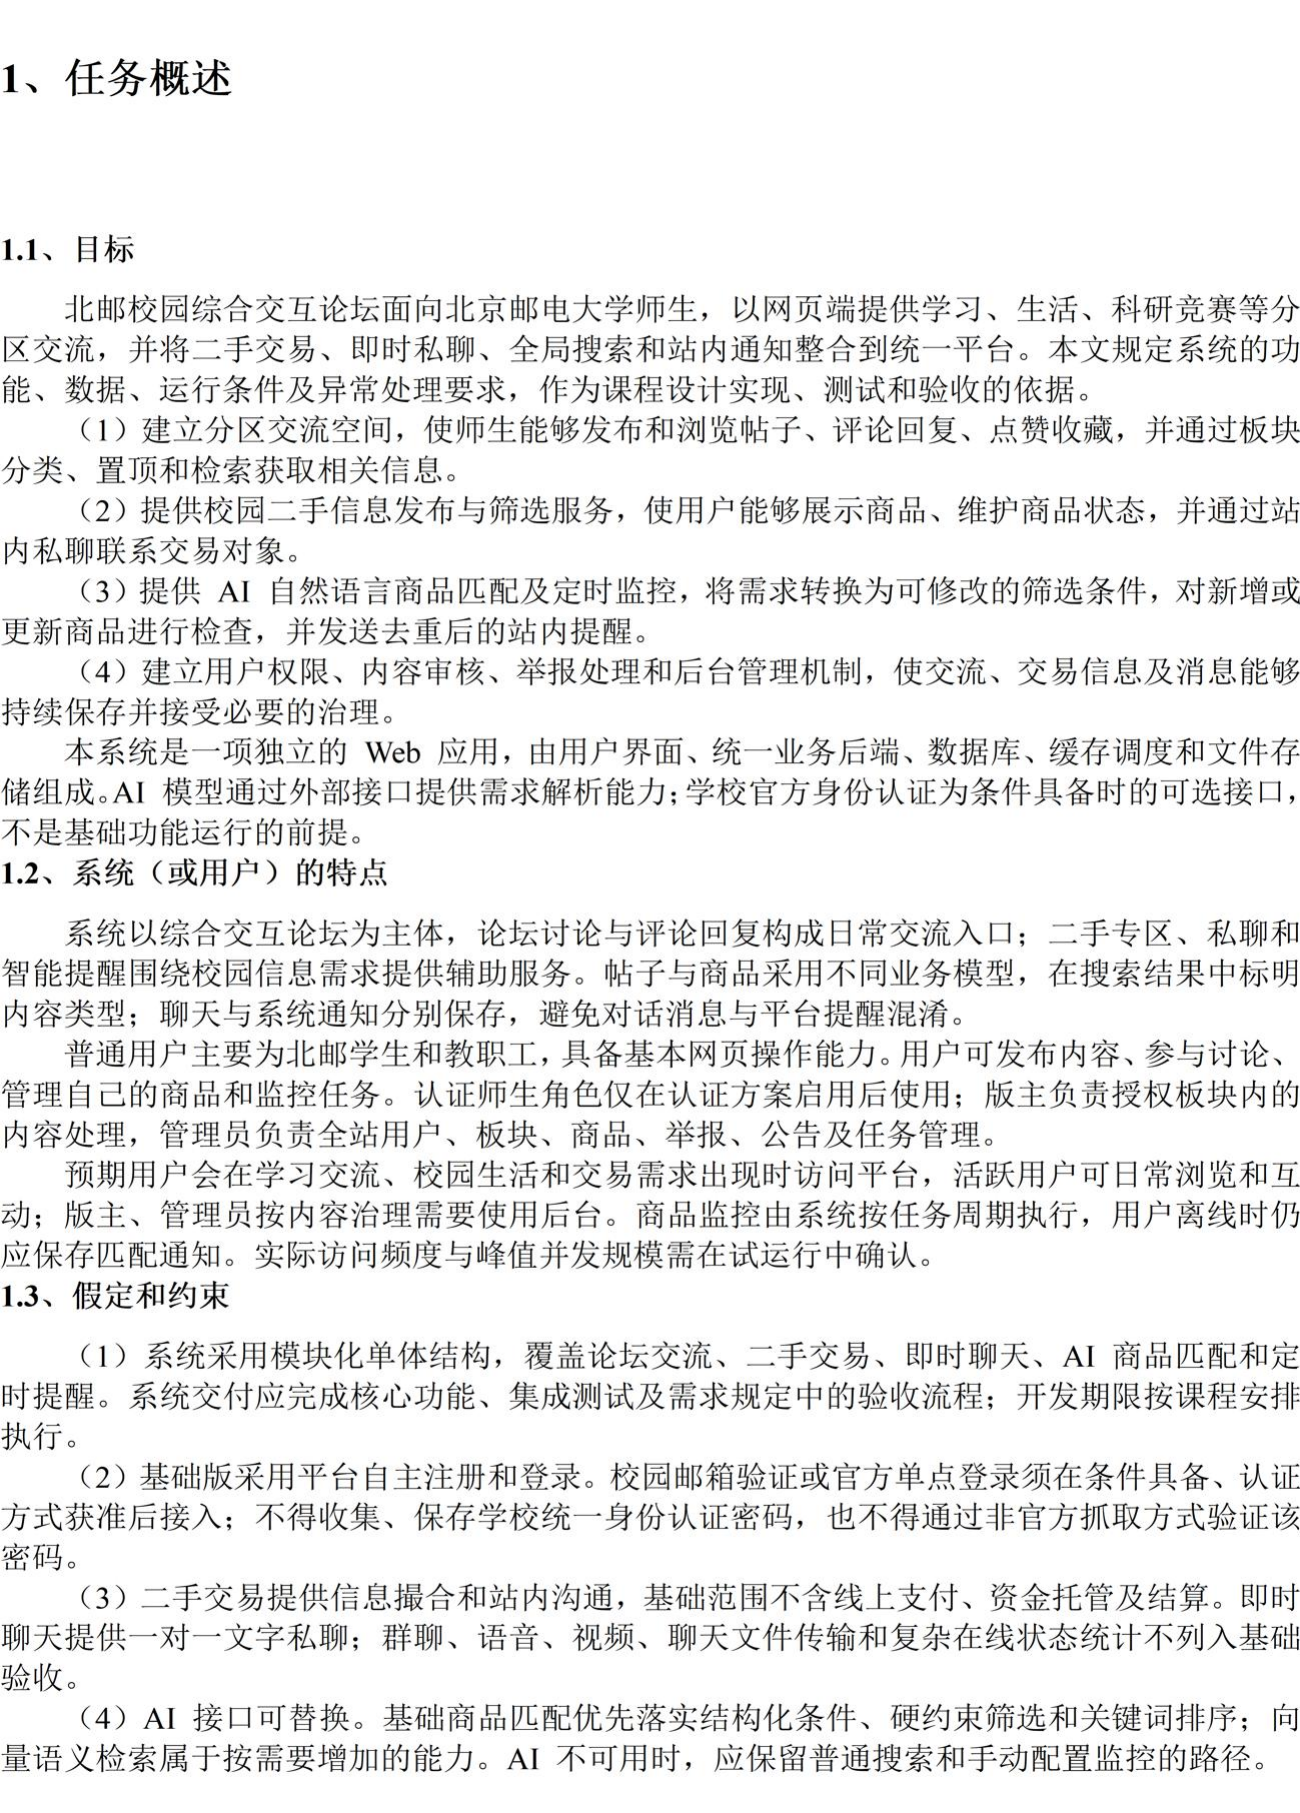 1、任务概述
1.1、目标
北邮校园综合交互论坛面向北京邮电大学师生，以网页端提供学习、生活、科研竞赛等分
区交流，并将二手交易、即时私聊、全局搜索和站内通知整合到统一平台。本文规定系统的功
能、数据、运行条件及异常处理要求，作为课程设计实现、测试和验收的依据。
（1）建立分区交流空间，使师生能够发布和浏览帖子、评论回复、点赞收藏，并通过板块
分类、置顶和检索获取相关信息。
（2）提供校园二手信息发布与筛选服务，使用户能够展示商品、维护商品状态，并通过站
内私聊联系交易对象。
（3）提供 AI 自然语言商品匹配及定时监控，将需求转换为可修改的筛选条件，对新增或
更新商品进行检查，并发送去重后的站内提醒。
（4）建立用户权限、内容审核、举报处理和后台管理机制，使交流、交易信息及消息能够
持续保存并接受必要的治理。
本系统是一项独立的 Web 应用，由用户界面、统一业务后端、数据库、缓存调度和文件存
储组成。AI 模型通过外部接口提供需求解析能力；学校官方身份认证为条件具备时的可选接口，
不是基础功能运行的前提。
1.2、系统（或用户）的特点
系统以综合交互论坛为主体，论坛讨论与评论回复构成日常交流入口；二手专区、私聊和
智能提醒围绕校园信息需求提供辅助服务。帖子与商品采用不同业务模型，在搜索结果中标明
内容类型；聊天与系统通知分别保存，避免对话消息与平台提醒混淆。
普通用户主要为北邮学生和教职工，具备基本网页操作能力。用户可发布内容、参与讨论、
管理自己的商品和监控任务。认证师生角色仅在认证方案启用后使用；版主负责授权板块内的
内容处理，管理员负责全站用户、板块、商品、举报、公告及任务管理。
预期用户会在学习交流、校园生活和交易需求出现时访问平台，活跃用户可日常浏览和互
动；版主、管理员按内容治理需要使用后台。商品监控由系统按任务周期执行，用户离线时仍
应保存匹配通知。实际访问频度与峰值并发规模需在试运行中确认。
1.3、假定和约束
（1）系统采用模块化单体结构，覆盖论坛交流、二手交易、即时聊天、AI 商品匹配和定
时提醒。系统交付应完成核心功能、集成测试及需求规定中的验收流程；开发期限按课程安排
执行。
（2）基础版采用平台自主注册和登录。校园邮箱验证或官方单点登录须在条件具备、认证
方式获准后接入；不得收集、保存学校统一身份认证密码，也不得通过非官方抓取方式验证该
密码。
（3）二手交易提供信息撮合和站内沟通，基础范围不含线上支付、资金托管及结算。即时
聊天提供一对一文字私聊；群聊、语音、视频、聊天文件传输和复杂在线状态统计不列入基础
验收。
（4）AI 接口可替换。基础商品匹配优先落实结构化条件、硬约束筛选和关键词排序；向
量语义检索属于按需要增加的能力。AI 不可用时，应保留普通搜索和手动配置监控的路径。